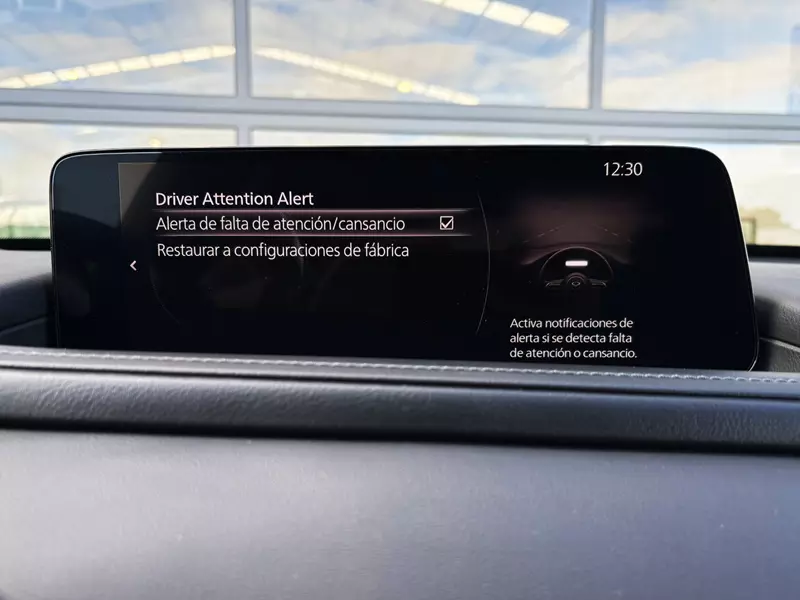 12:30
Driver Attention Alert
Alerta de falta de atención/cansancio
Restaurar a configuraciones de fábrica
Activa notificaciones de
alerta si se detecta falta
de atención o cansancio.